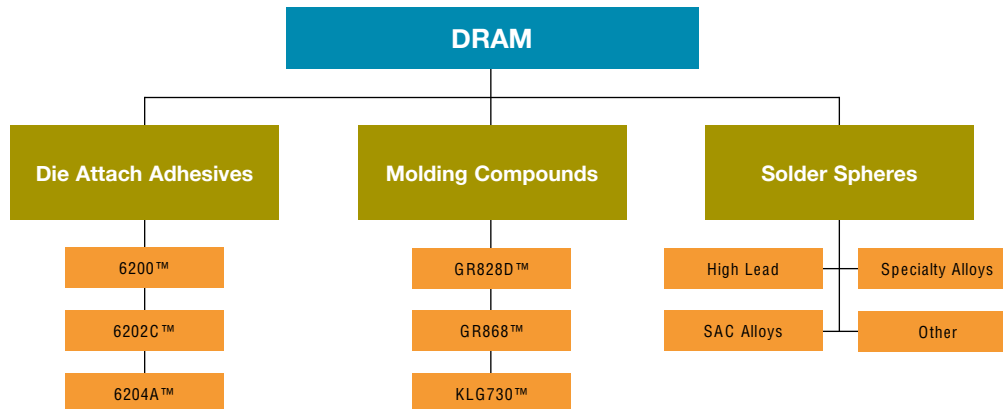 DRAM
Die Attach Adhesives
6200™
6202C™
6204A™
Molding Compounds
GR828D™
GR868™
KLG730™
Solder Spheres
High Lead
Specialty Alloys
SAC Alloys
Other